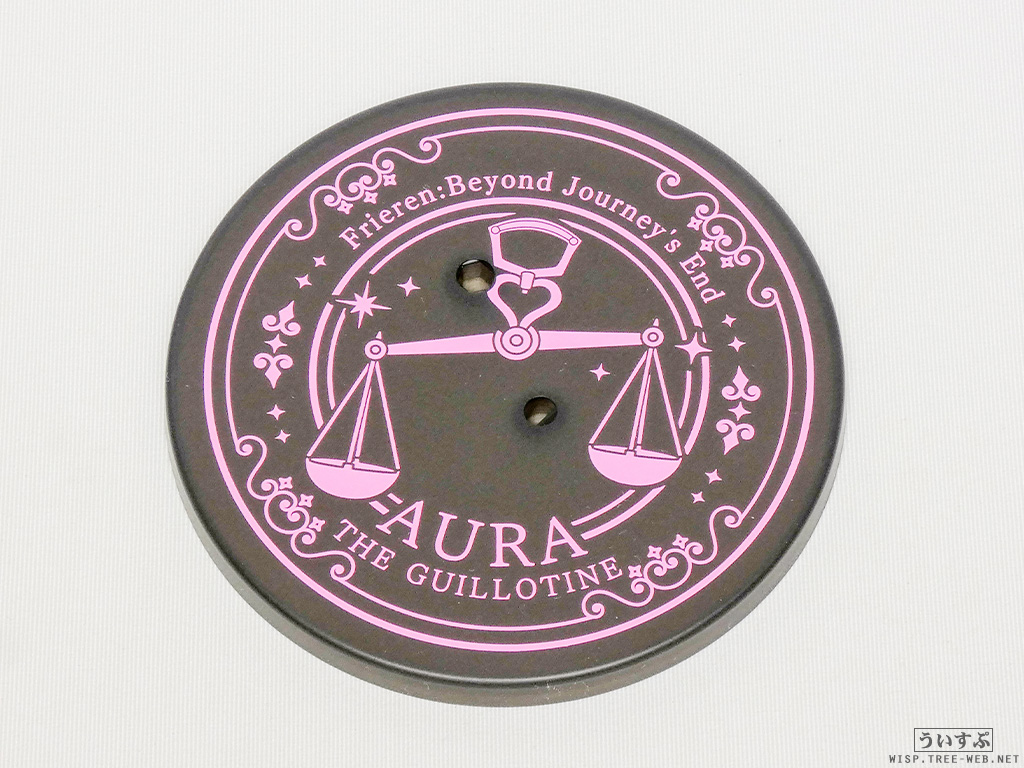 Frieren:Beyond Journey's End
AURA
THE GUILLOTINE
ういすぷ
WISP.TREE-WEB.NET